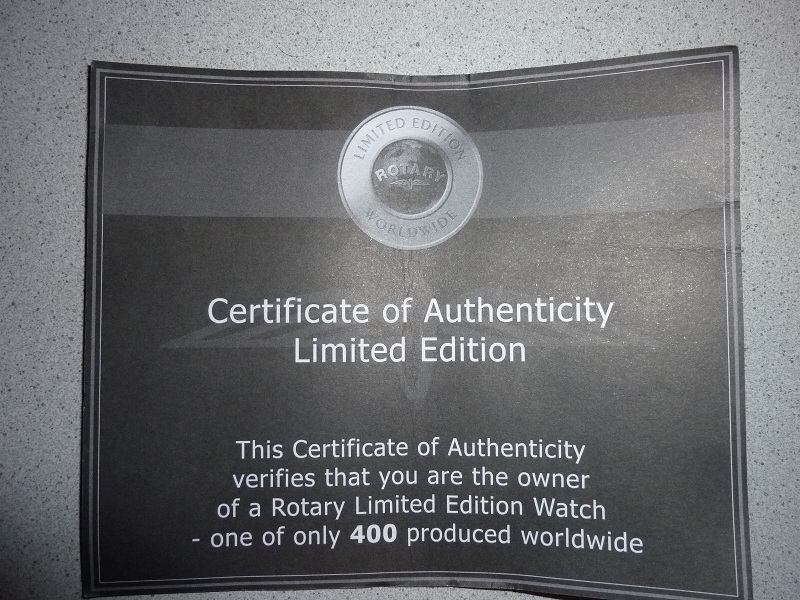 LIMITED EDITION
ROTARY
WORLDWIDE
Certificate of Authenticity
Limited Edition
This Certificate of Authenticity
verifies that you are the owner
of a Rotary Limited Edition Watch
- one of only 400 produced worldwide